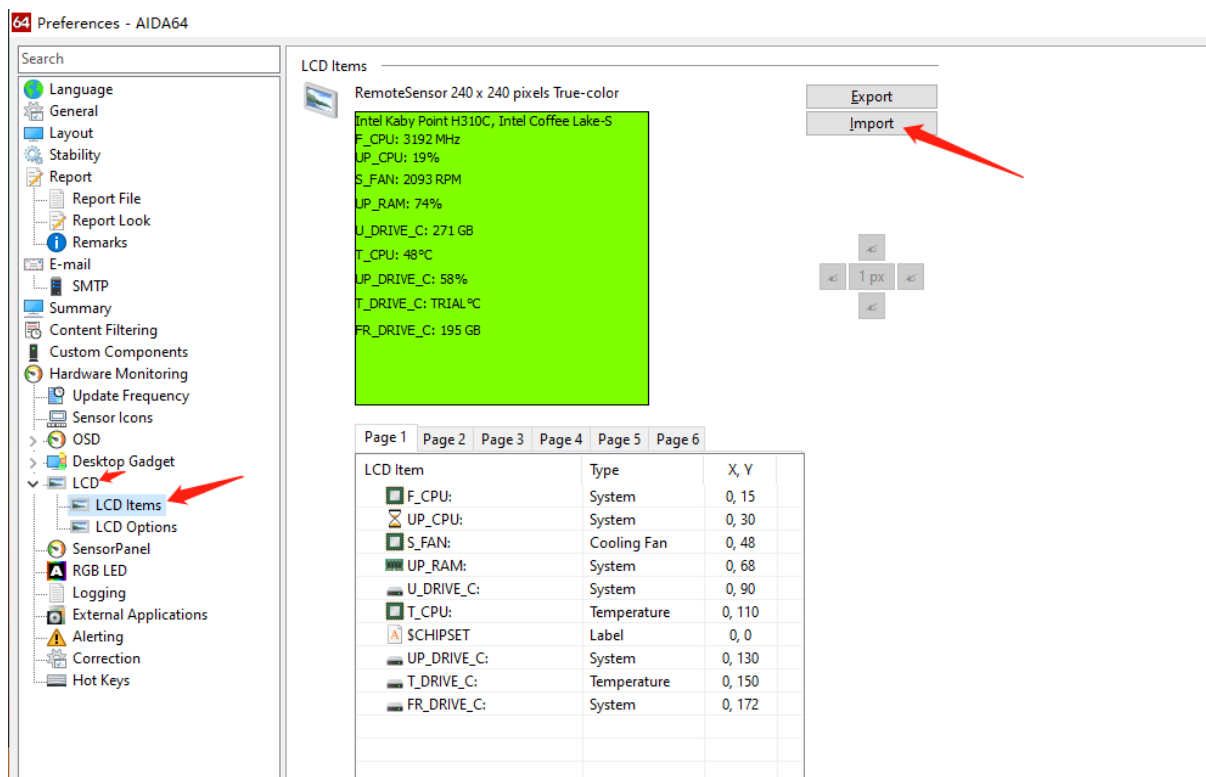 64 Preferences - AIDA64
Search
Language
General
Layout
Stability
Report
Report File
Report Look
Remarks
E-mail
SMTP
Summary
Content Filtering
Custom Components
Hardware Monitoring
Update Frequency
Sensor Icons
OSD
Desktop Gadget
LCD
LCD Items
LCD Options
SensorPanel
RGB LED
Logging
External Applications
Alerting
Correction
Hot Keys
LCD Items
RemoteSensor 240 x 240 pixels True-color
Intel Kaby Point H310C, Intel Coffee Lake-S
F_CPU: 3192 MHz
UP_CPU: 19%
S_FAN: 2093 RPM
UP_RAM: 74%
U_DRIVE_C: 271 GB
T_CPU: 48°C
UP_DRIVE_C: 58%
T_DRIVE_C: TRIAL°C
FR_DRIVE_C: 195 GB
Export
Import
1 px
Page 1 Page 2 Page 3 Page 4 Page 5 Page 6
LCD Item Type X, Y
F_CPU: System 0, 15
UP_CPU: System 0, 30
S_FAN: Cooling Fan 0, 48
UP_RAM: System 0, 68
U_DRIVE_C: System 0, 90
T_CPU: Temperature 0, 110
A $CHIPSET Label 0, 0
UP_DRIVE_C: System 0, 130
T_DRIVE_C: Temperature 0, 150
FR_DRIVE_C: System 0, 172